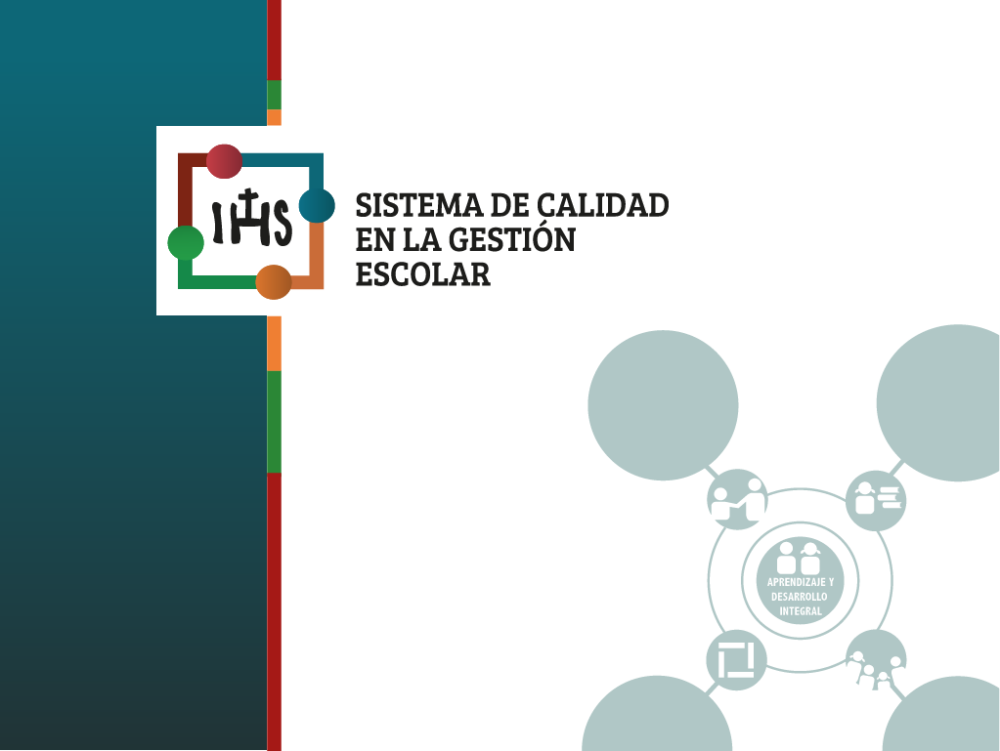 IHS
SISTEMA DE CALIDAD
EN LA GESTIÓN
ESCOLAR
APRENDIZAJE Y
DESARROLLO
INTEGRAL